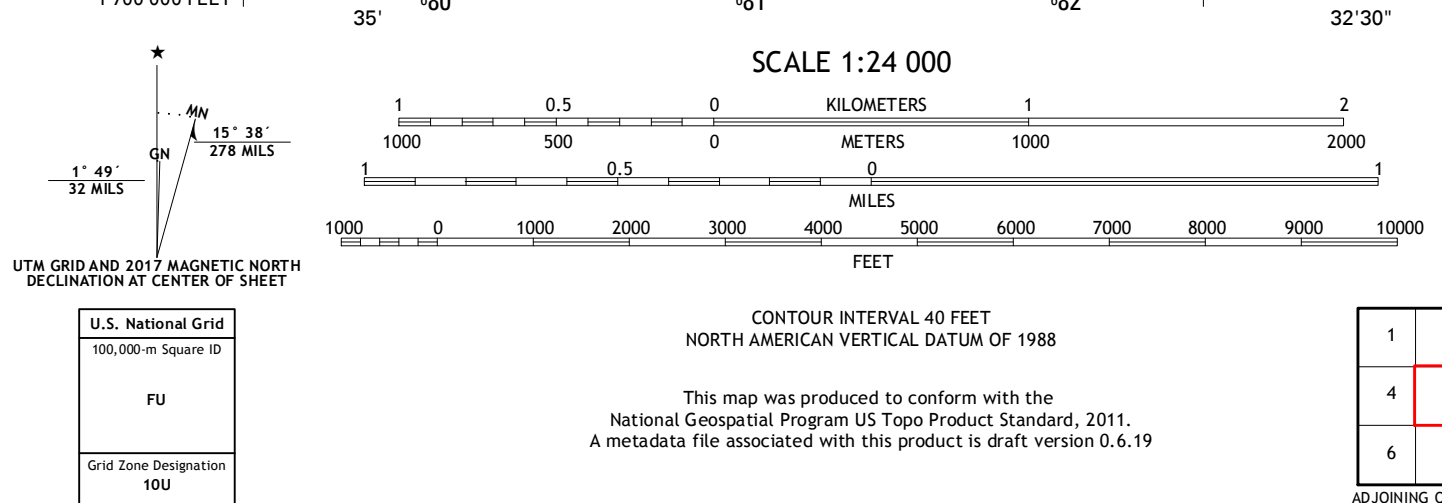 35'
32'30"
★
MN
GN
15° 38´
278 MILS
1° 49´
32 MILS
UTM GRID AND 2017 MAGNETIC NORTH
DECLINATION AT CENTER OF SHEET
SCALE 1:24 000
1 0.5 0 KILOMETERS 1 2
1000 500 0 METERS 1000 2000
1 0.5 0 1
MILES
1000 0 1000 2000 3000 4000 5000 6000 7000 8000 9000 10000
FEET
U.S. National Grid
100,000-m Square ID
FU
Grid Zone Designation
10U
CONTOUR INTERVAL 40 FEET
NORTH AMERICAN VERTICAL DATUM OF 1988
This map was produced to conform with the
National Geospatial Program US Topo Product Standard, 2011.
A metadata file associated with this product is draft version 0.6.19
1
4
6
ADJOINING